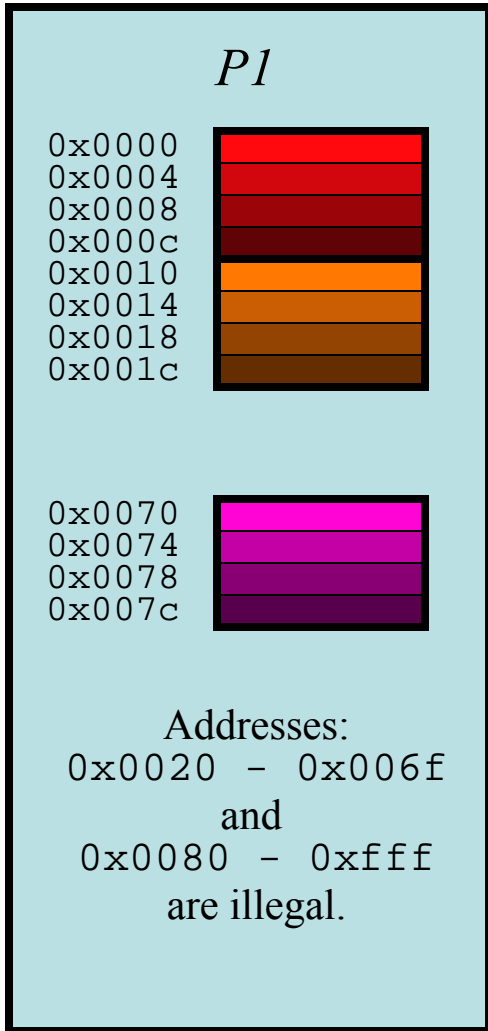 P1
0x0000
0x0004
0x0008
0x000c
0x0010
0x0014
0x0018
0x001c
0x0070
0x0074
0x0078
0x007c
Addresses:
0x0020 - 0x006f
and
0x0080 - 0xfff
are illegal.